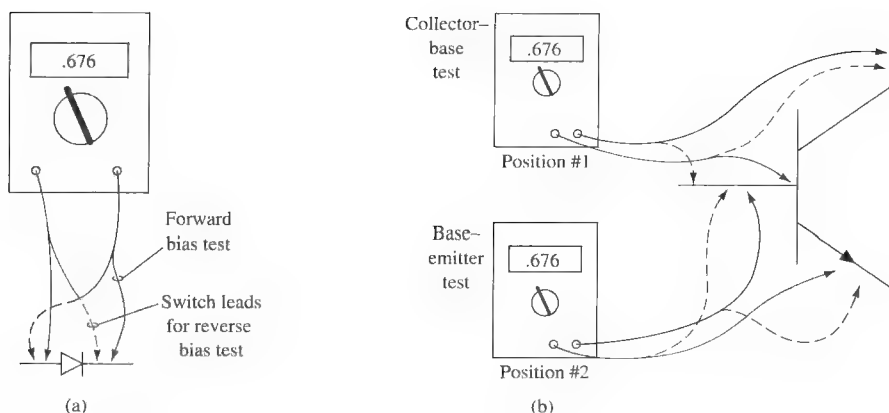 .676
Forward
bias test
Switch leads
for reverse
bias test
(a)
Collector–
base
test
.676
Position #1
Base–
emitter
test
.676
Position #2
(b)